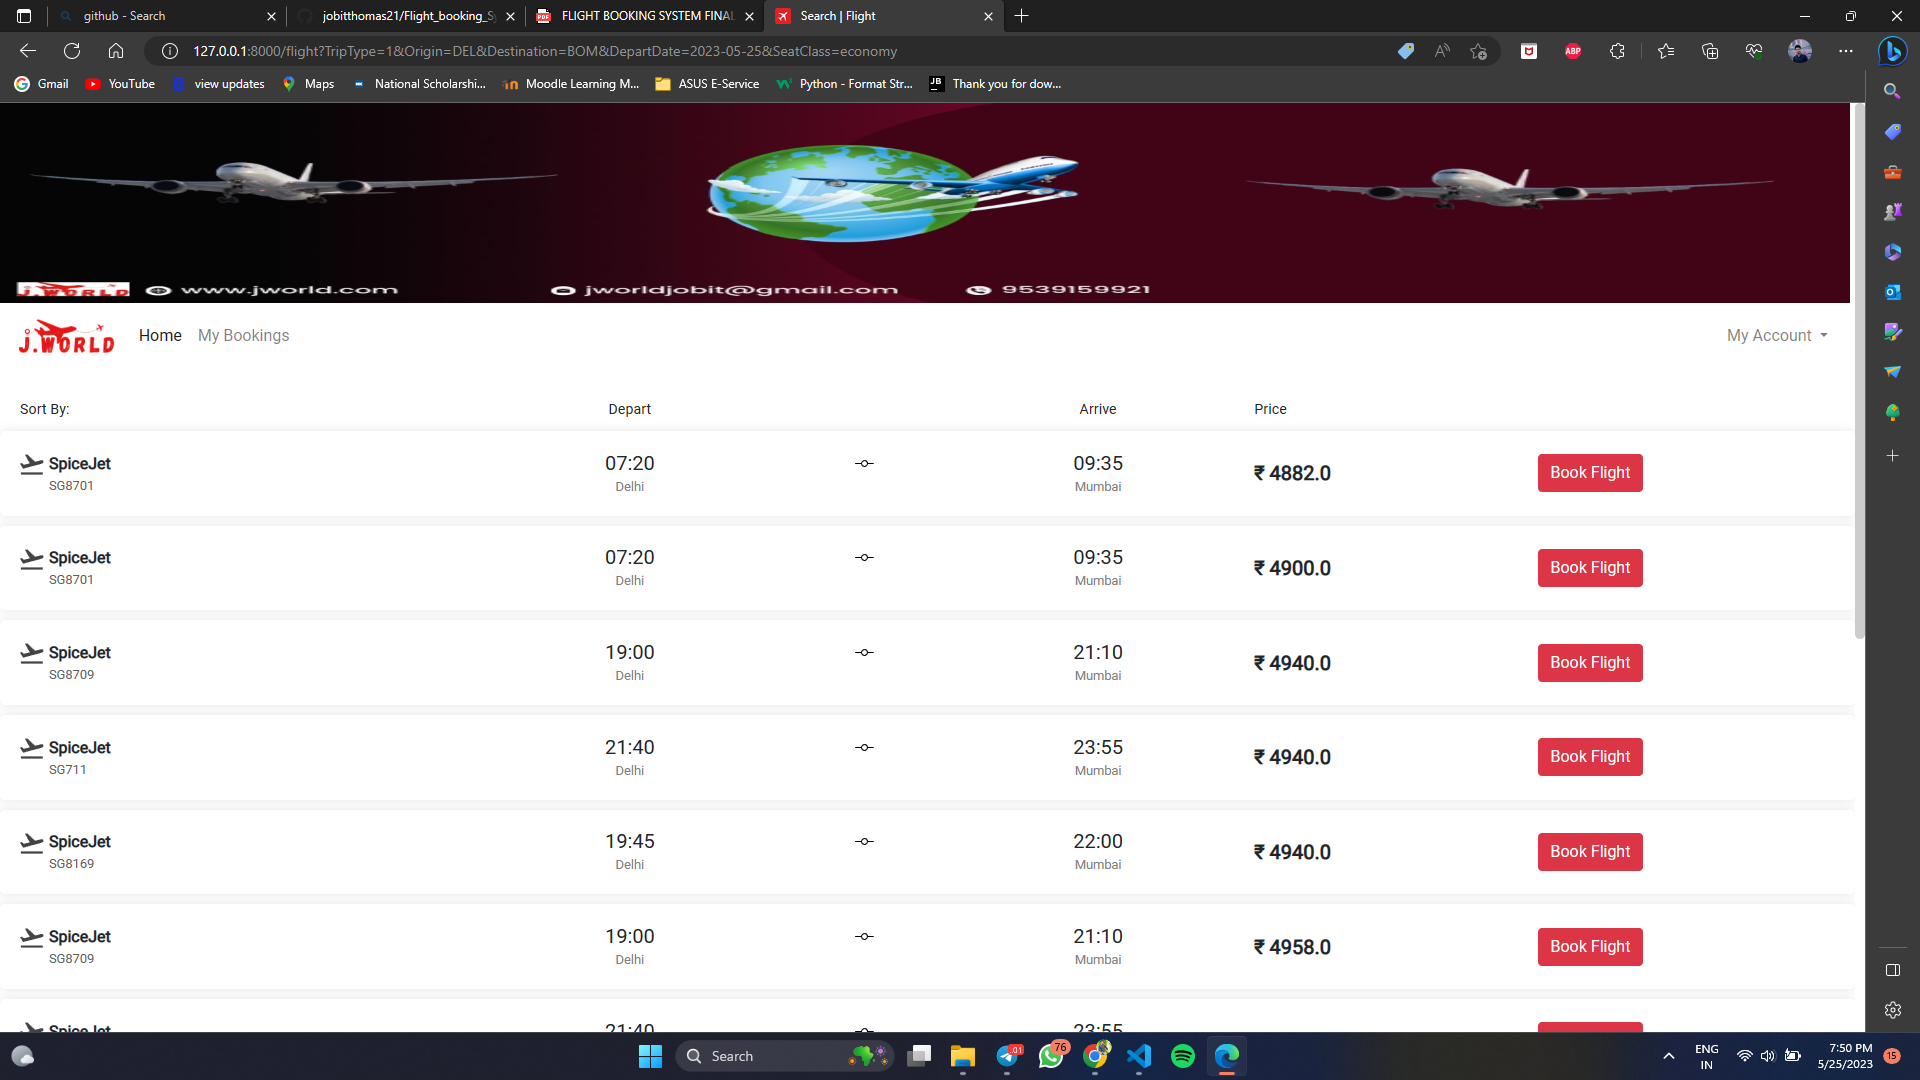 github - Search
jobitthomas21/Flight_booking_Sy
FLIGHT BOOKING SYSTEM FINAL
Search | Flight
127.0.0.1:8000/flight?TripType=1&Origin=DEL&Destination=BOM&DepartDate=2023-05-25&SeatClass=economy
ABP
Gmail
YouTube
view updates
Maps
National Scholarshi...
Moodle Learning M...
ASUS E-Service
Python - Format Str...
Thank you for dow...
J.WORLD
www.jworld.com
jworldjobit@gmail.com
9539159921
J.WORLD
Home
My Bookings
My Account
Sort By:
Depart
Arrive
Price
SpiceJet
SG8701
07:20
Delhi
09:35
Mumbai
₹ 4882.0
Book Flight
SpiceJet
SG8701
07:20
Delhi
09:35
Mumbai
₹ 4900.0
Book Flight
SpiceJet
SG8709
19:00
Delhi
21:10
Mumbai
₹ 4940.0
Book Flight
SpiceJet
SG711
21:40
Delhi
23:55
Mumbai
₹ 4940.0
Book Flight
SpiceJet
SG8169
19:45
Delhi
22:00
Mumbai
₹ 4940.0
Book Flight
SpiceJet
SG8709
19:00
Delhi
21:10
Mumbai
₹ 4958.0
Book Flight
SpiceJet
21:40
23:55
Search
76
ENG
IN
7:50 PM
5/25/2023
15